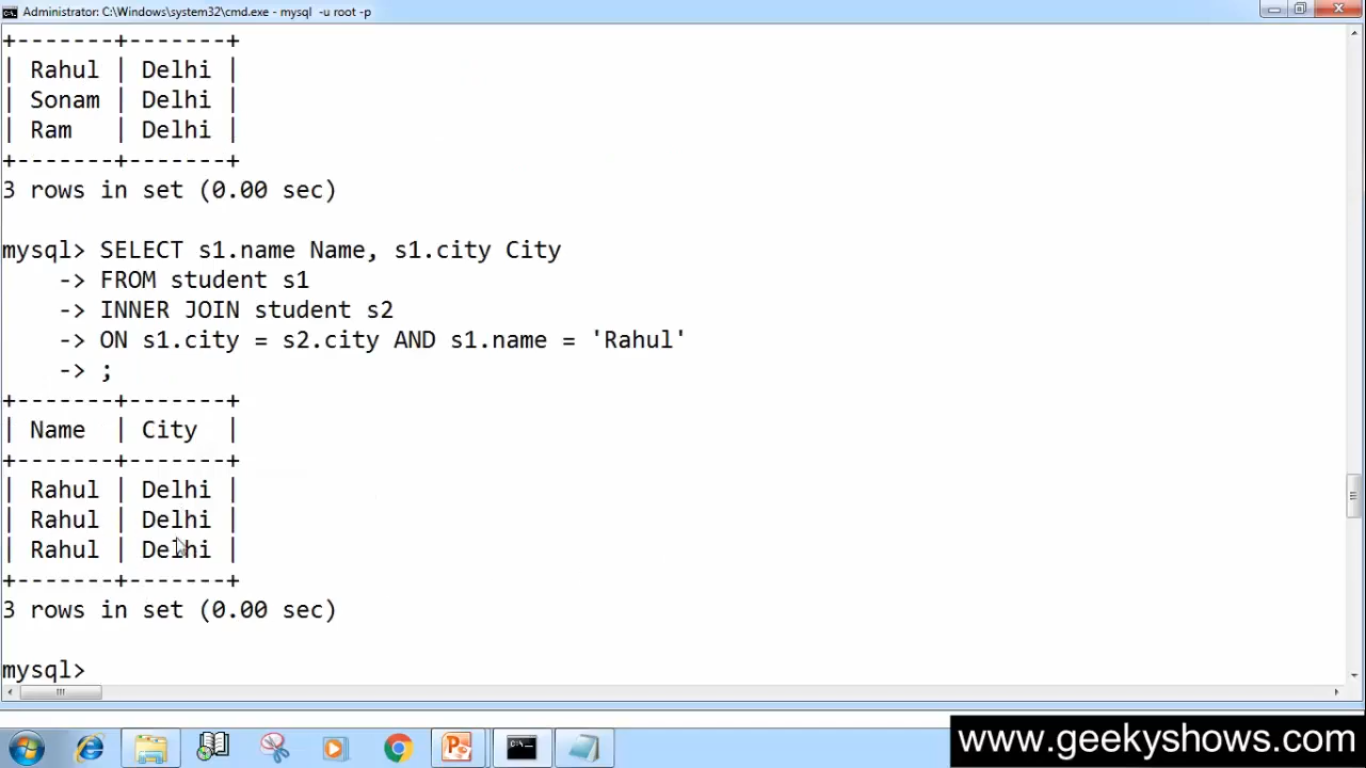 Administrator: C:\Windows\system32\cmd.exe - mysql -u root -p
+-------+-------+
| Rahul | Delhi |
| Sonam | Delhi |
| Ram   | Delhi |
+-------+-------+
3 rows in set (0.00 sec)
mysql> SELECT s1.name Name, s1.city City
    -> FROM student s1
    -> INNER JOIN student s2
    -> ON s1.city = s2.city AND s1.name = 'Rahul'
    -> ;
+-------+-------+
| Name  | City  |
+-------+-------+
| Rahul | Delhi |
| Rahul | Delhi |
| Rahul | Delhi |
+-------+-------+
3 rows in set (0.00 sec)
mysql>
www.geekyshows.com